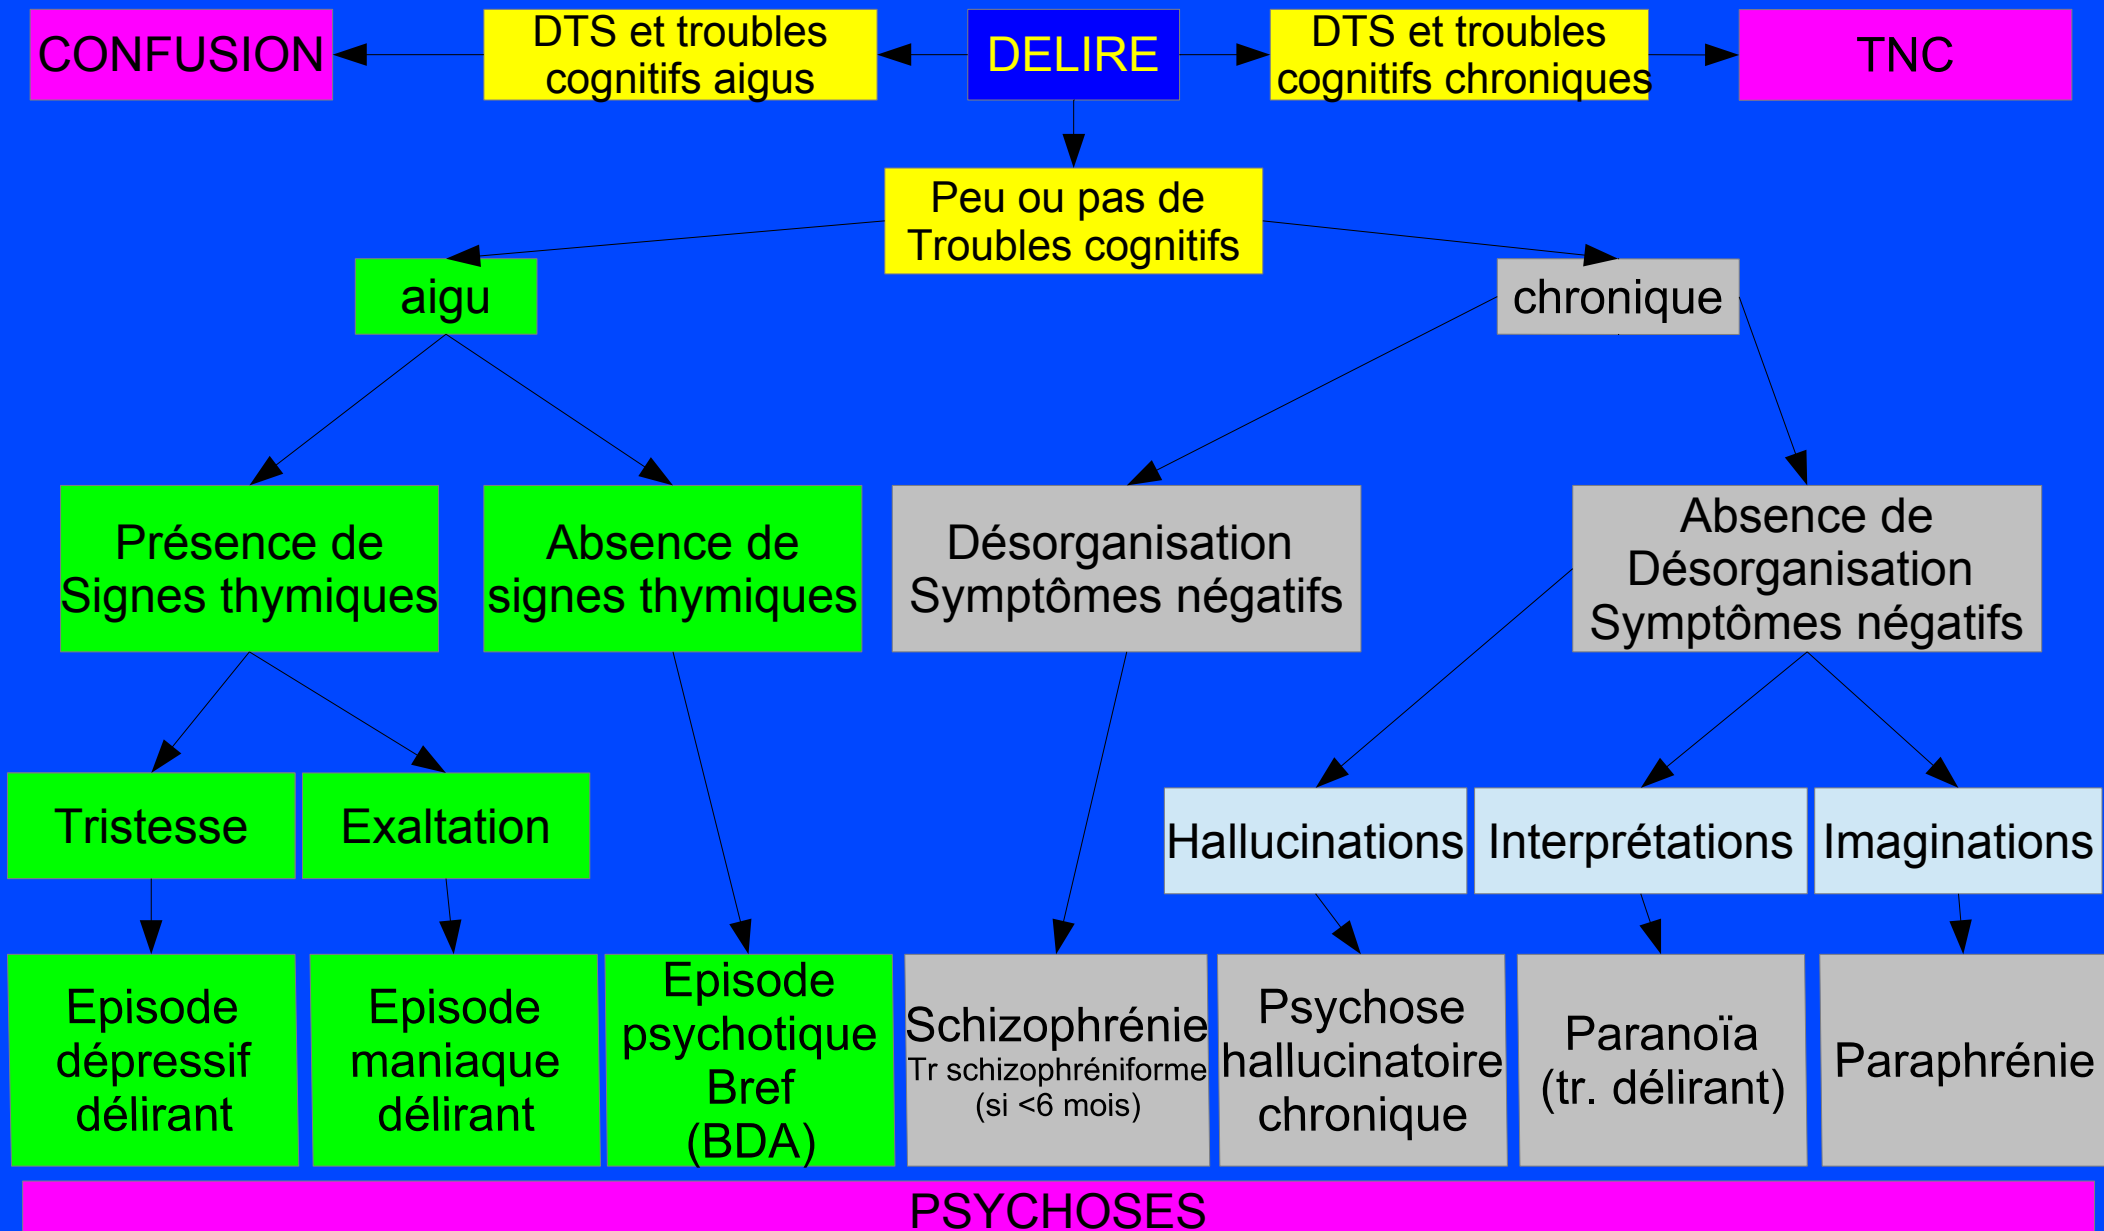 CONFUSION
DTS et troubles
cognitifs aigus
DELIRE
DTS et troubles
cognitifs chroniques
TNC
Peu ou pas de
Troubles cognitifs
aigu
chronique
Présence de
Signes thymiques
Absence de
signes thymiques
Désorganisation
Symptômes négatifs
Absence de
Désorganisation
Symptômes négatifs
Tristesse
Exaltation
Hallucinations
Interprétations
Imaginations
Episode
dépressif
délirant
Episode
maniaque
délirant
Episode
psychotique
Bref
(BDA)
Schizophrénie
Tr schizophréniforme
(si <6 mois)
Psychose
hallucinatoire
chronique
Paranoïa
(tr. délirant)
Paraphrénie
PSYCHOSES